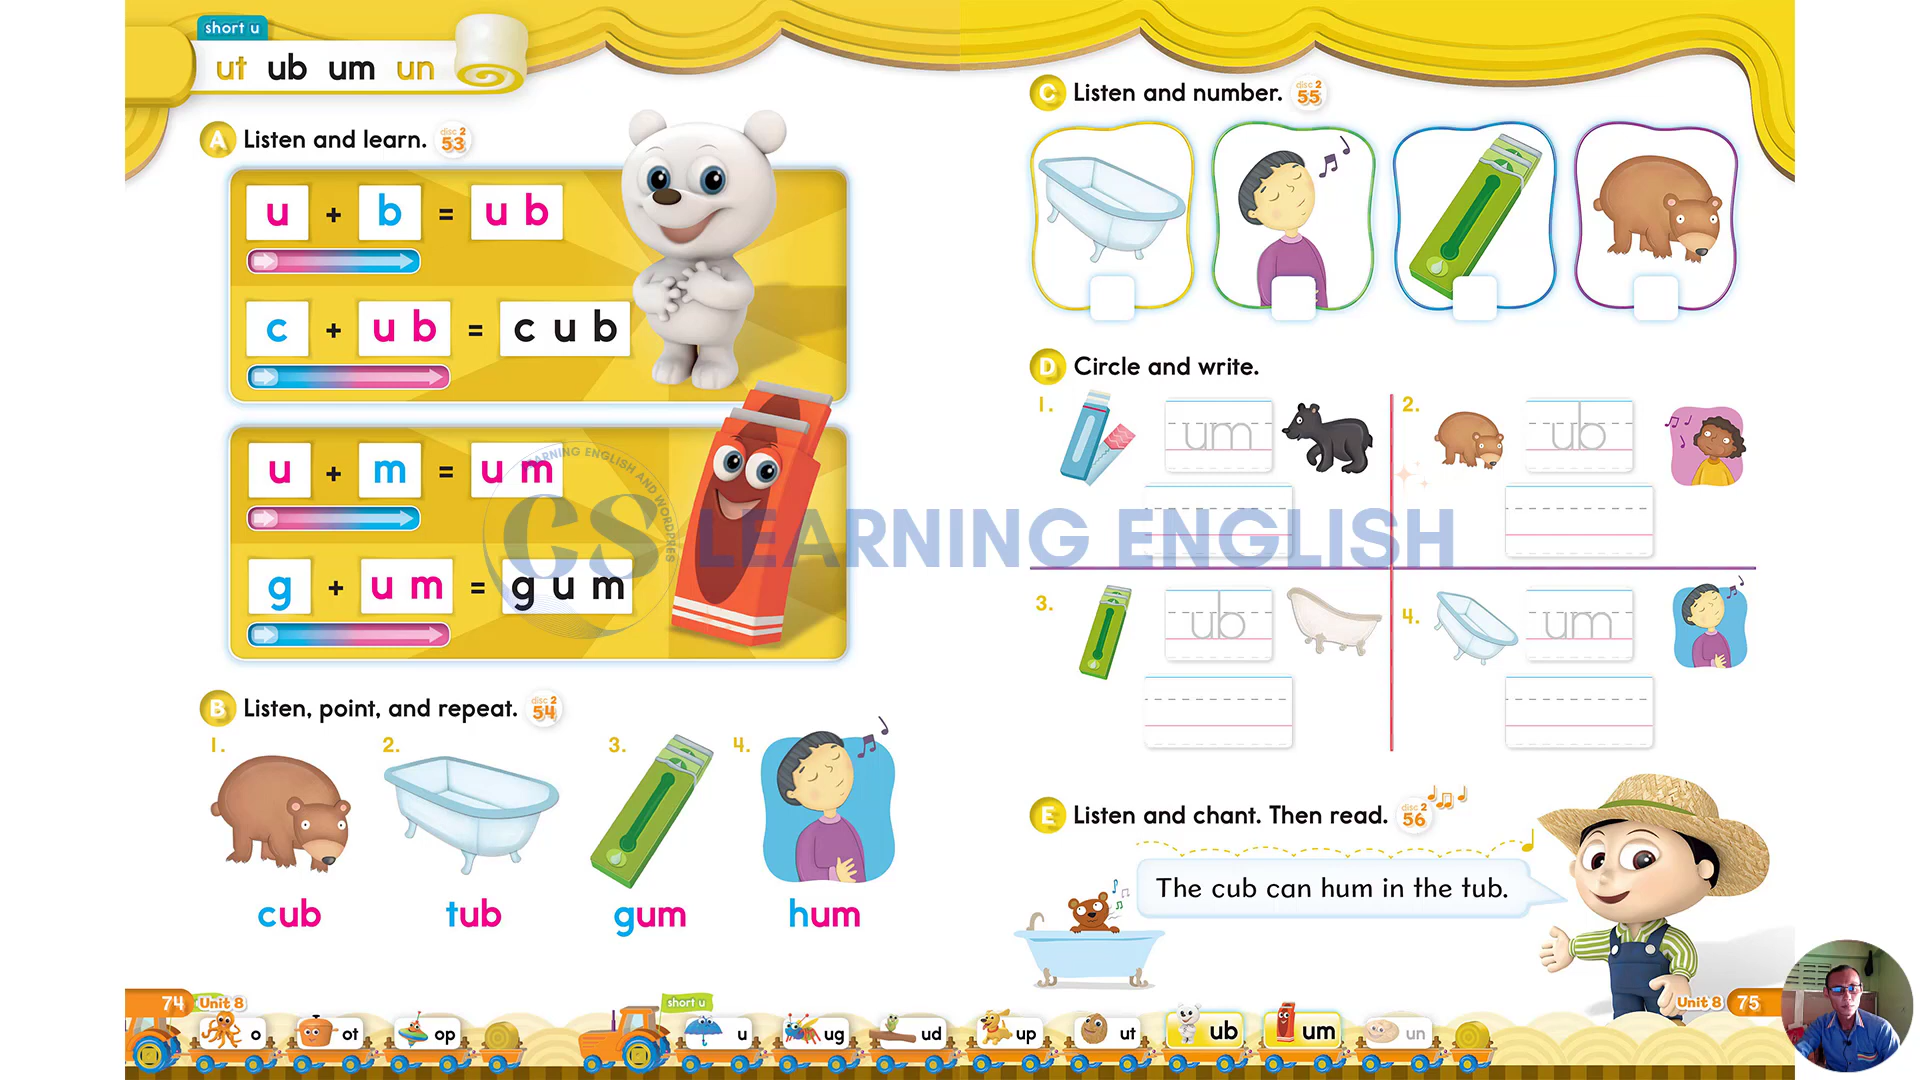 short u
ut ub um un
A Listen and learn. disc 2 53
u + b = u b
c + u b = c u b
u + m = u m
g + u m = g u m
B Listen, point, and repeat. disc 2 54
1. 2. 3. 4.
cub tub gum hum
74 Unit 8
o ot op
short u
u ug ud
C Listen and number. disc 2 55
D Circle and write.
1. um
2. ub
3. ub
4. um
E Listen and chant. Then read. disc 2 56
The cub can hum in the tub.
up ut ub um un
Unit 8 75
CS LEARNING ENGLISH
LEARNING ENGLISH AND WORDPRES